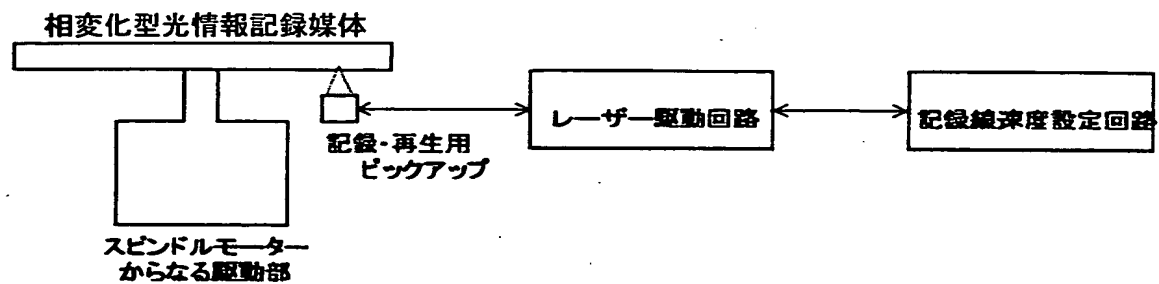 相変化型光情報記録媒体
レーザー駆動回路
記録線速度設定回路
記録・再生用
ピックアップ
スピンドルモーター
からなる駆動部